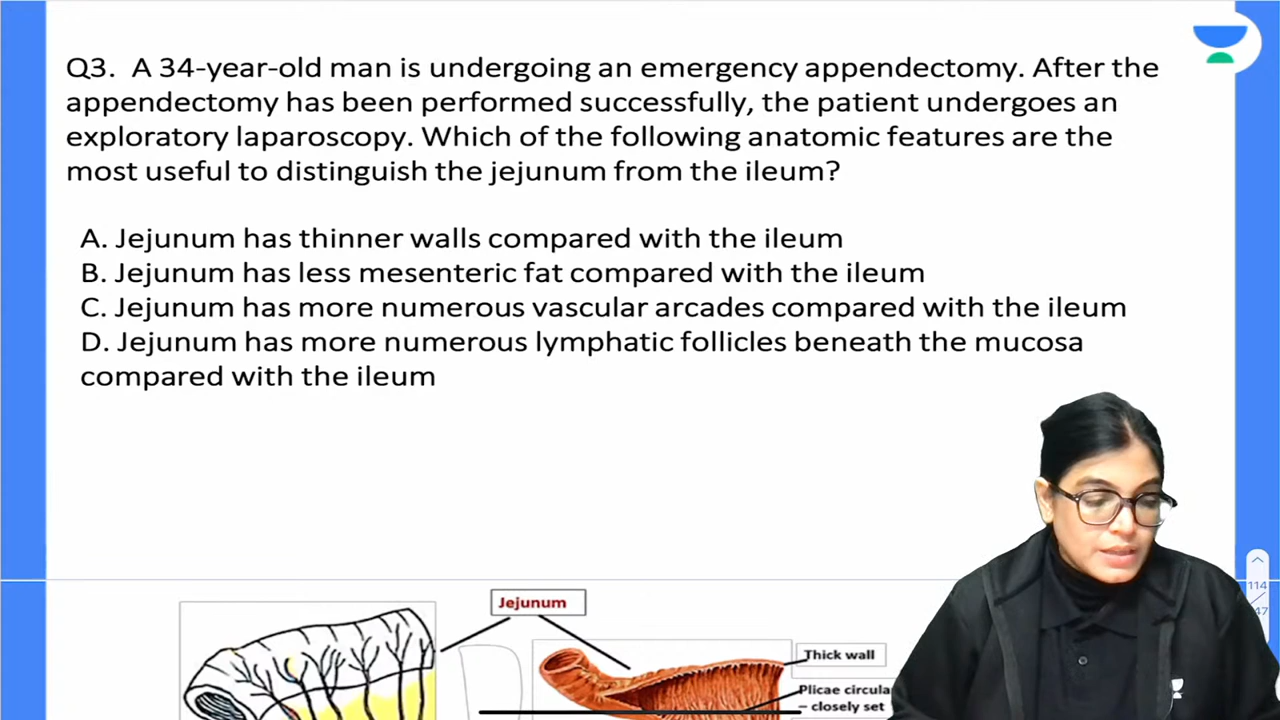 Q3. A 34-year-old man is undergoing an emergency appendectomy. After the
appendectomy has been performed successfully, the patient undergoes an
exploratory laparoscopy. Which of the following anatomic features are the
most useful to distinguish the jejunum from the ileum?
A. Jejunum has thinner walls compared with the ileum
B. Jejunum has less mesenteric fat compared with the ileum
C. Jejunum has more numerous vascular arcades compared with the ileum
D. Jejunum has more numerous lymphatic follicles beneath the mucosa
compared with the ileum
Jejunum
Thick wall
Plicae circula
– closely set
114
47